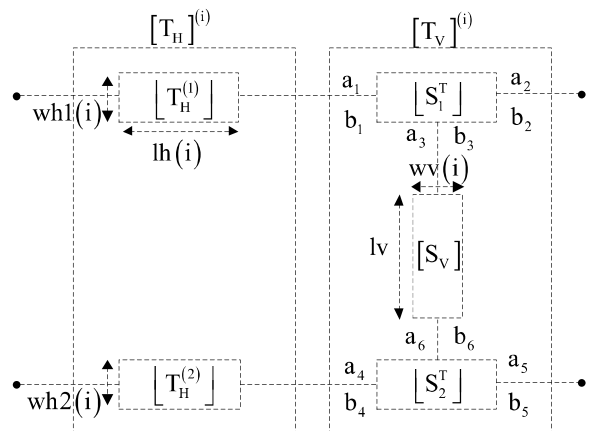 [T_H]^(i) [T_V]^(i)
wh1(i) ⌊T_H^(1)⌋ a_1 ⌊S_1^T⌋ a_2
b_1 b_2
lh(i) a_3 b_3
wv(i)
lv [S_V]
a_6 b_6
wh2(i) ⌊T_H^(2)⌋ a_4 ⌊S_2^T⌋ a_5
b_4 b_5